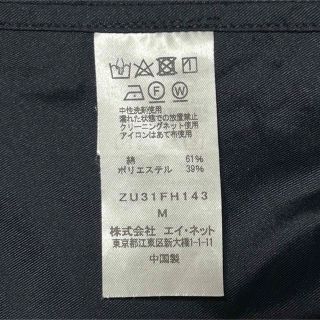 F W
中性洗剤使用
濡れた状態での放置禁止
クリーニングネット使用
アイロンはあて布使用
綿 61%
ポリエステル 39%
ZU31FH143
M
株式会社 エイ・ネット
東京都江東区新大橋1-1-11
中国製